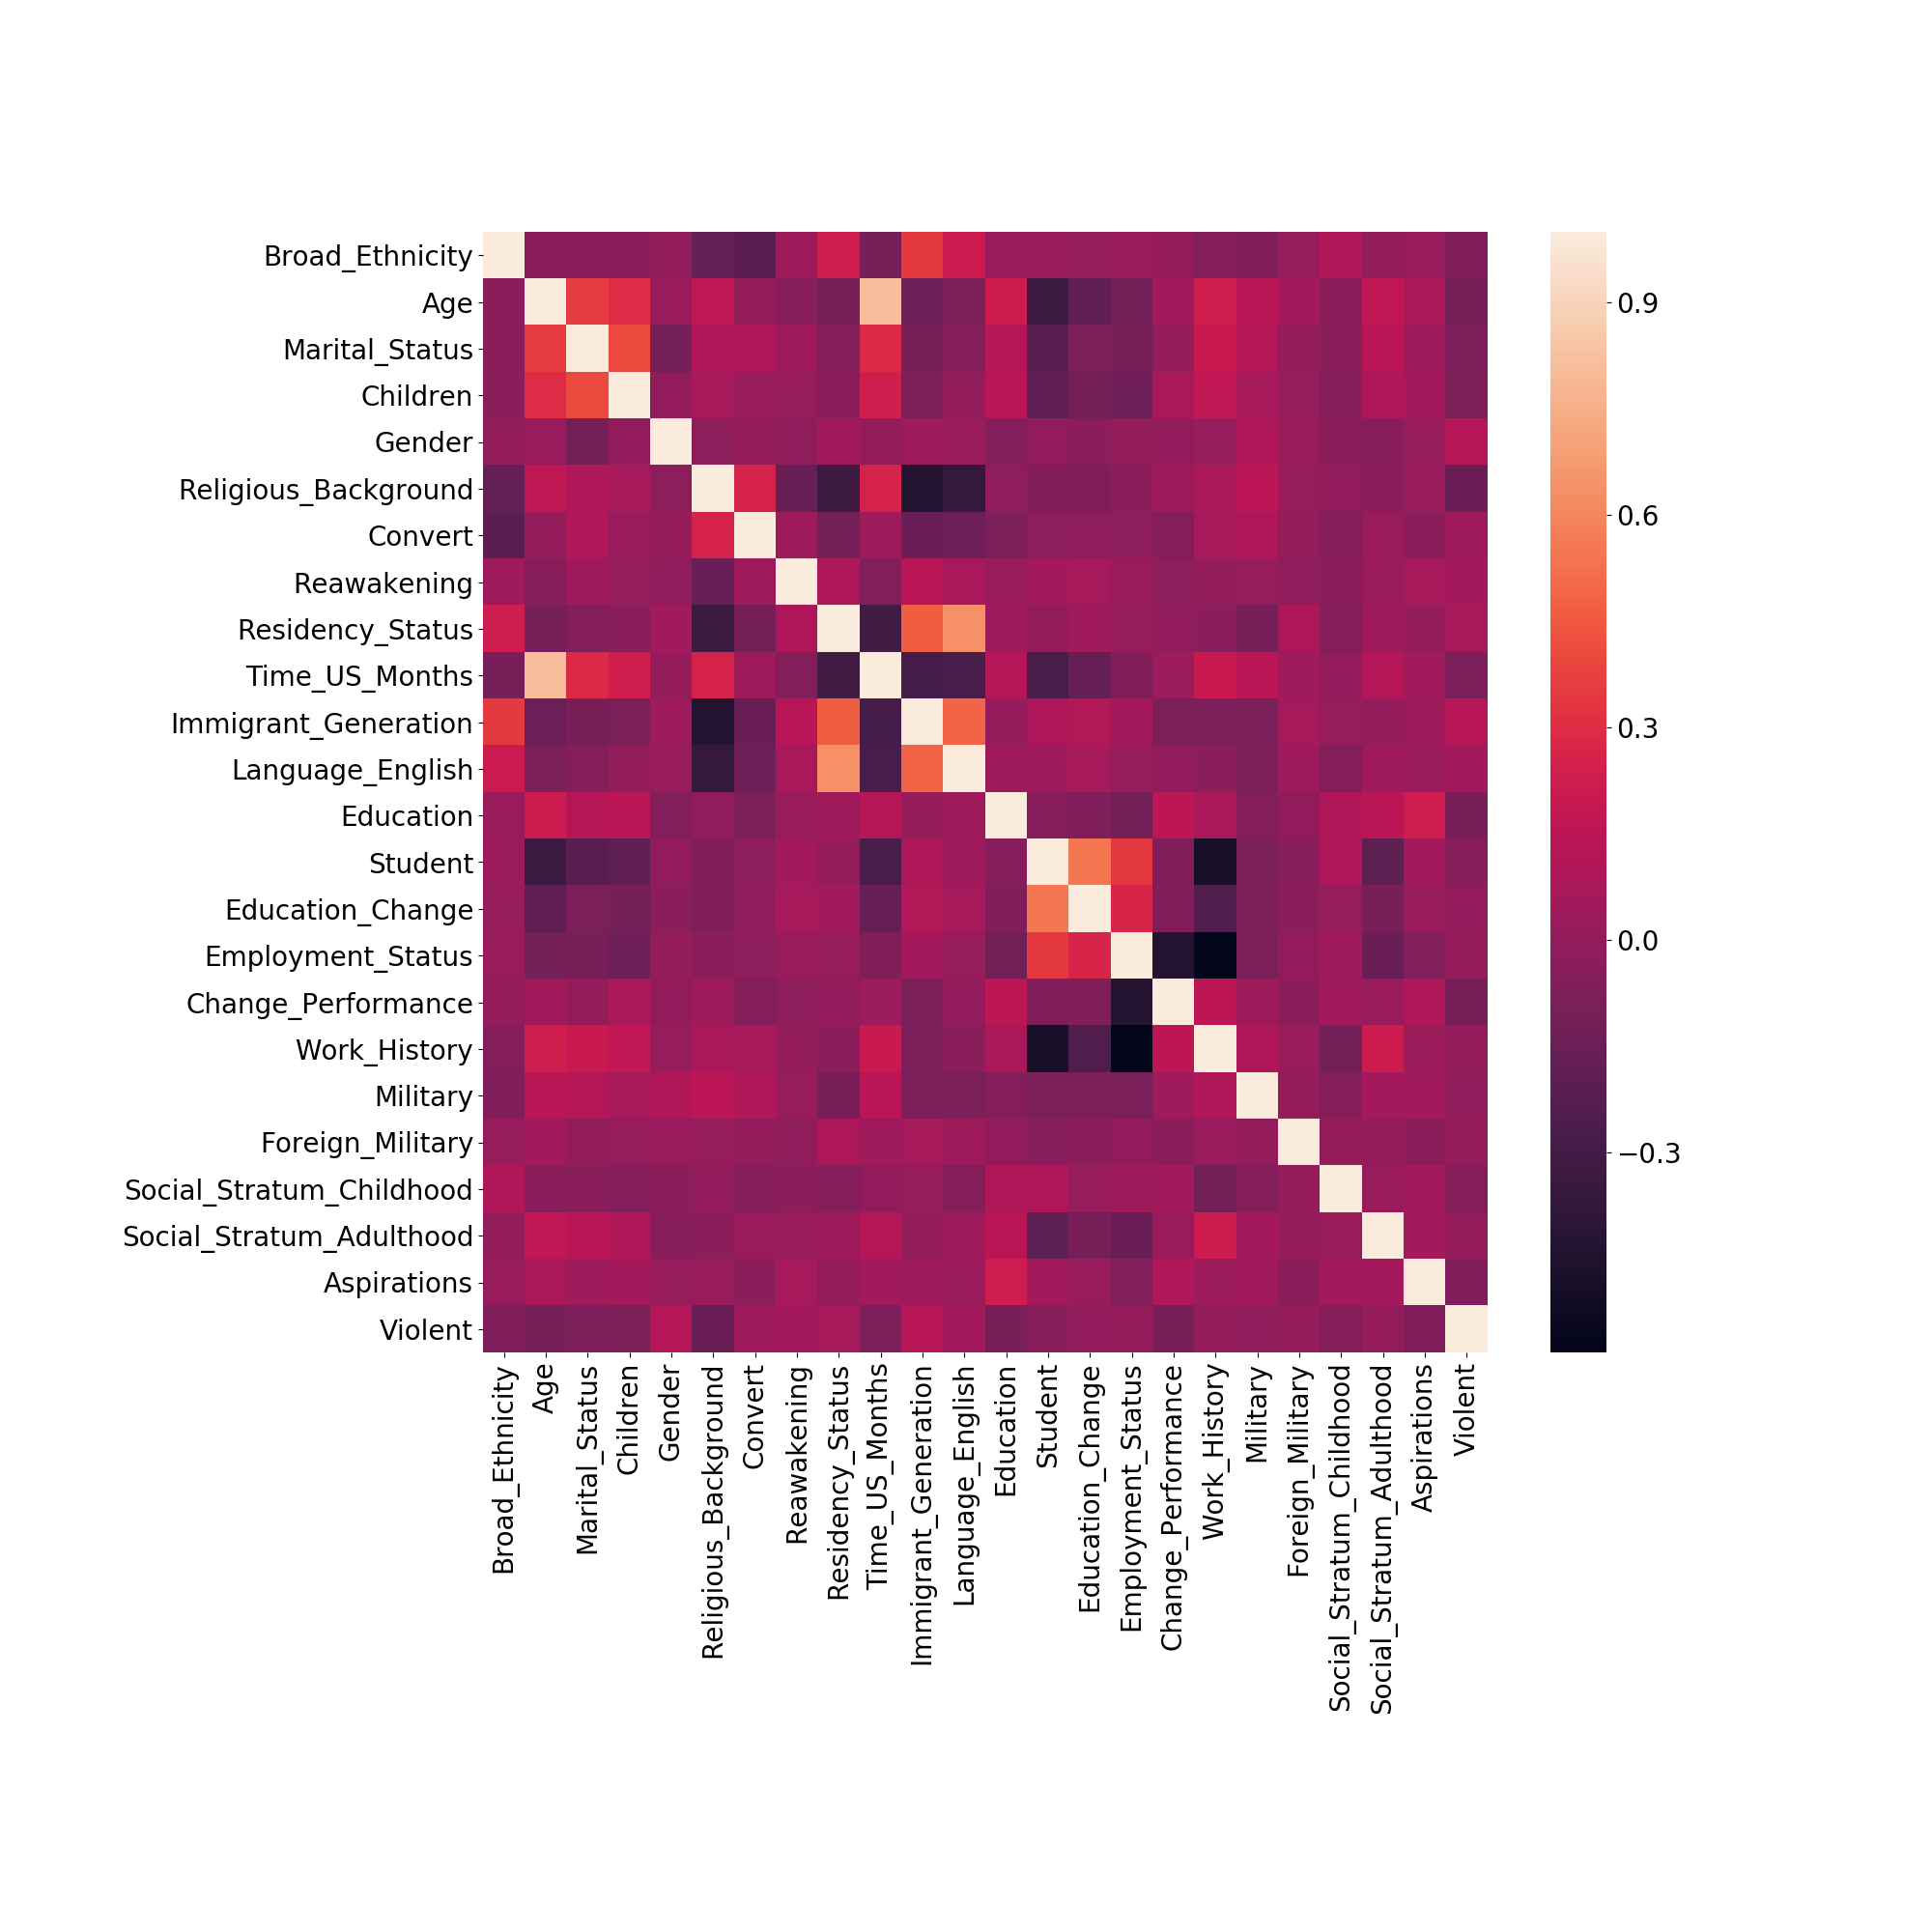 Broad_Ethnicity
Age
Marital_Status
Children
Gender
Religious_Background
Convert
Reawakening
Residency_Status
Time_US_Months
Immigrant_Generation
Language_English
Education
Student
Education_Change
Employment_Status
Change_Performance
Work_History
Military
Foreign_Military
Social_Stratum_Childhood
Social_Stratum_Adulthood
Aspirations
Violent
Broad_Ethnicity
Age
Marital_Status
Children
Gender
Religious_Background
Convert
Reawakening
Residency_Status
Time_US_Months
Immigrant_Generation
Language_English
Education
Student
Education_Change
Employment_Status
Change_Performance
Work_History
Military
Foreign_Military
Social_Stratum_Childhood
Social_Stratum_Adulthood
Aspirations
Violent
0.9
0.6
0.3
0.0
−0.3